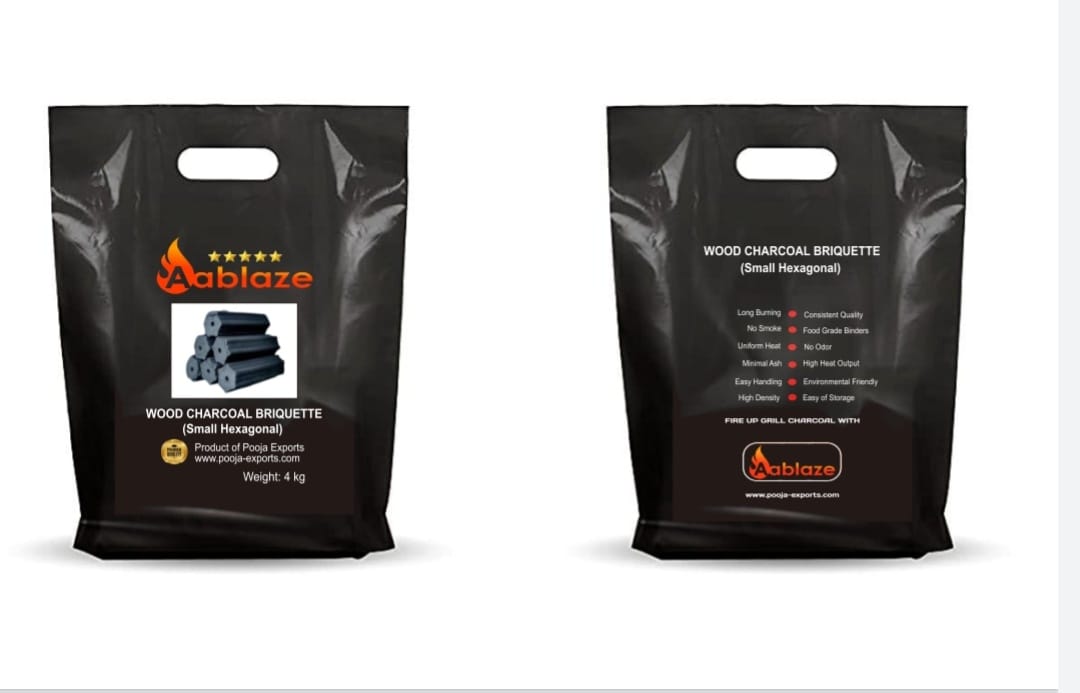 Aablaze
WOOD CHARCOAL BRIQUETTE
(Small Hexagonal)
PREMIUM
QUALITY
Product of Pooja Exports
www.pooja-exports.com
Weight: 4 kg
WOOD CHARCOAL BRIQUETTE
(Small Hexagonal)
Long Burning Consistent Quality
No Smoke Food Grade Binders
Uniform Heat No Odor
Minimal Ash High Heat Output
Easy Handling Environmental Friendly
High Density Easy of Storage
FIRE UP GRILL CHARCOAL WITH
Aablaze
www.pooja-exports.com